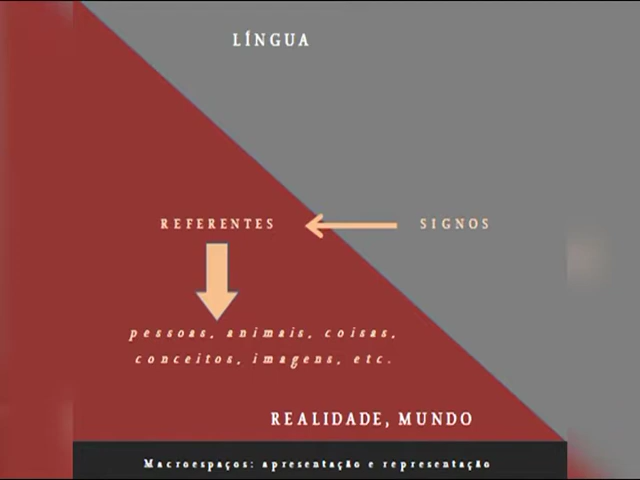 LÍNGUA
REFERENTES
SIGNOS
pessoas, animais, coisas,
conceitos, imagens, etc.
REALIDADE, MUNDO
Macroespaços: apresentação e representação